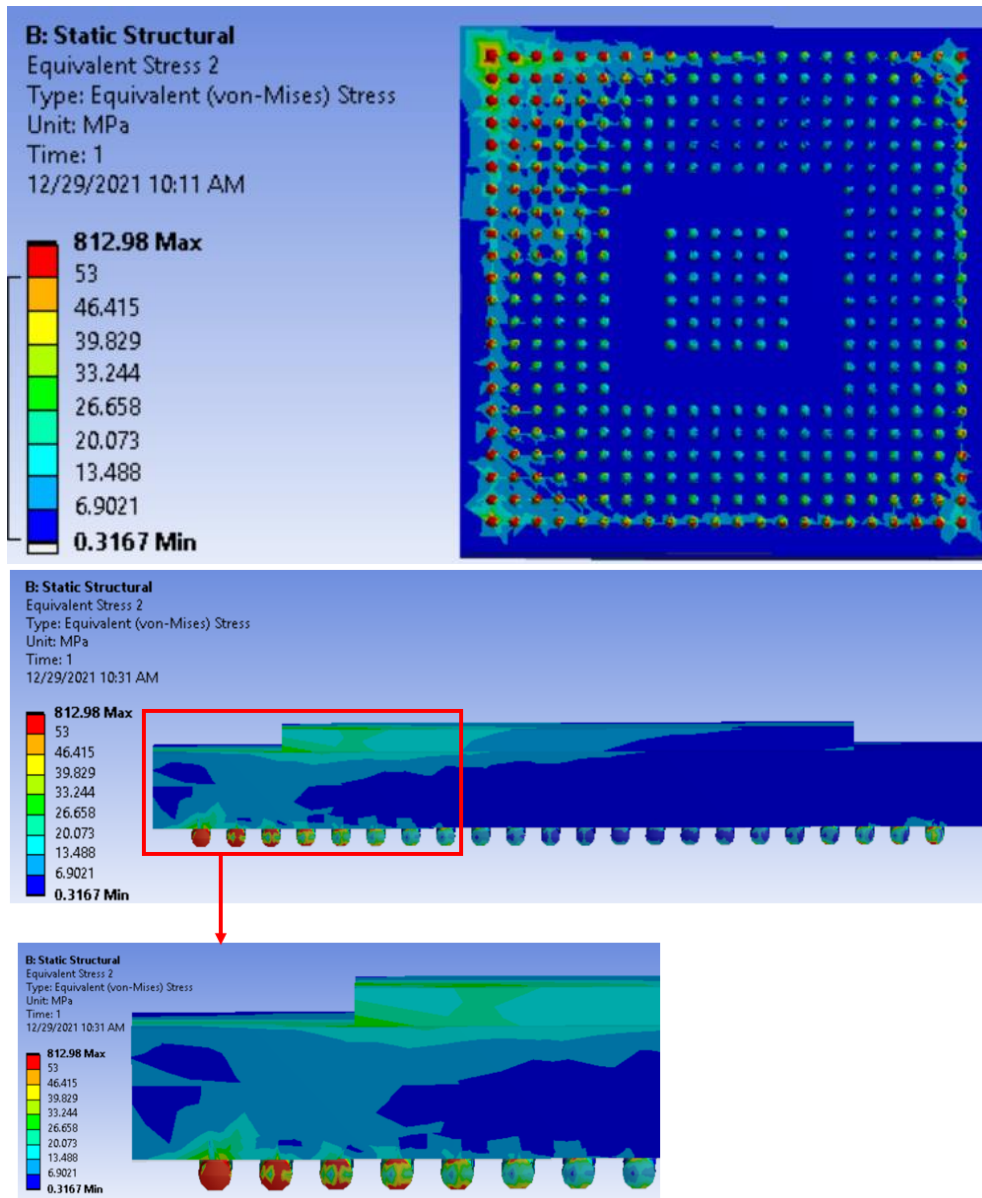 B: Static Structural
Equivalent Stress 2
Type: Equivalent (von-Mises) Stress
Unit: MPa
Time: 1
12/29/2021 10:11 AM
812.98 Max
53
46.415
39.829
33.244
26.658
20.073
13.488
6.9021
0.3167 Min
B: Static Structural
Equivalent Stress 2
Type: Equivalent (von-Mises) Stress
Unit: MPa
Time: 1
12/29/2021 10:31 AM
812.98 Max
53
46.415
39.829
33.244
26.658
20.073
13.488
6.9021
0.3167 Min
B: Static Structural
Equivalent Stress 2
Type: Equivalent (von-Mises) Stress
Unit: MPa
Time: 1
12/29/2021 10:31 AM
812.98 Max
53
46.415
39.829
33.244
26.658
20.073
13.488
6.9021
0.3167 Min